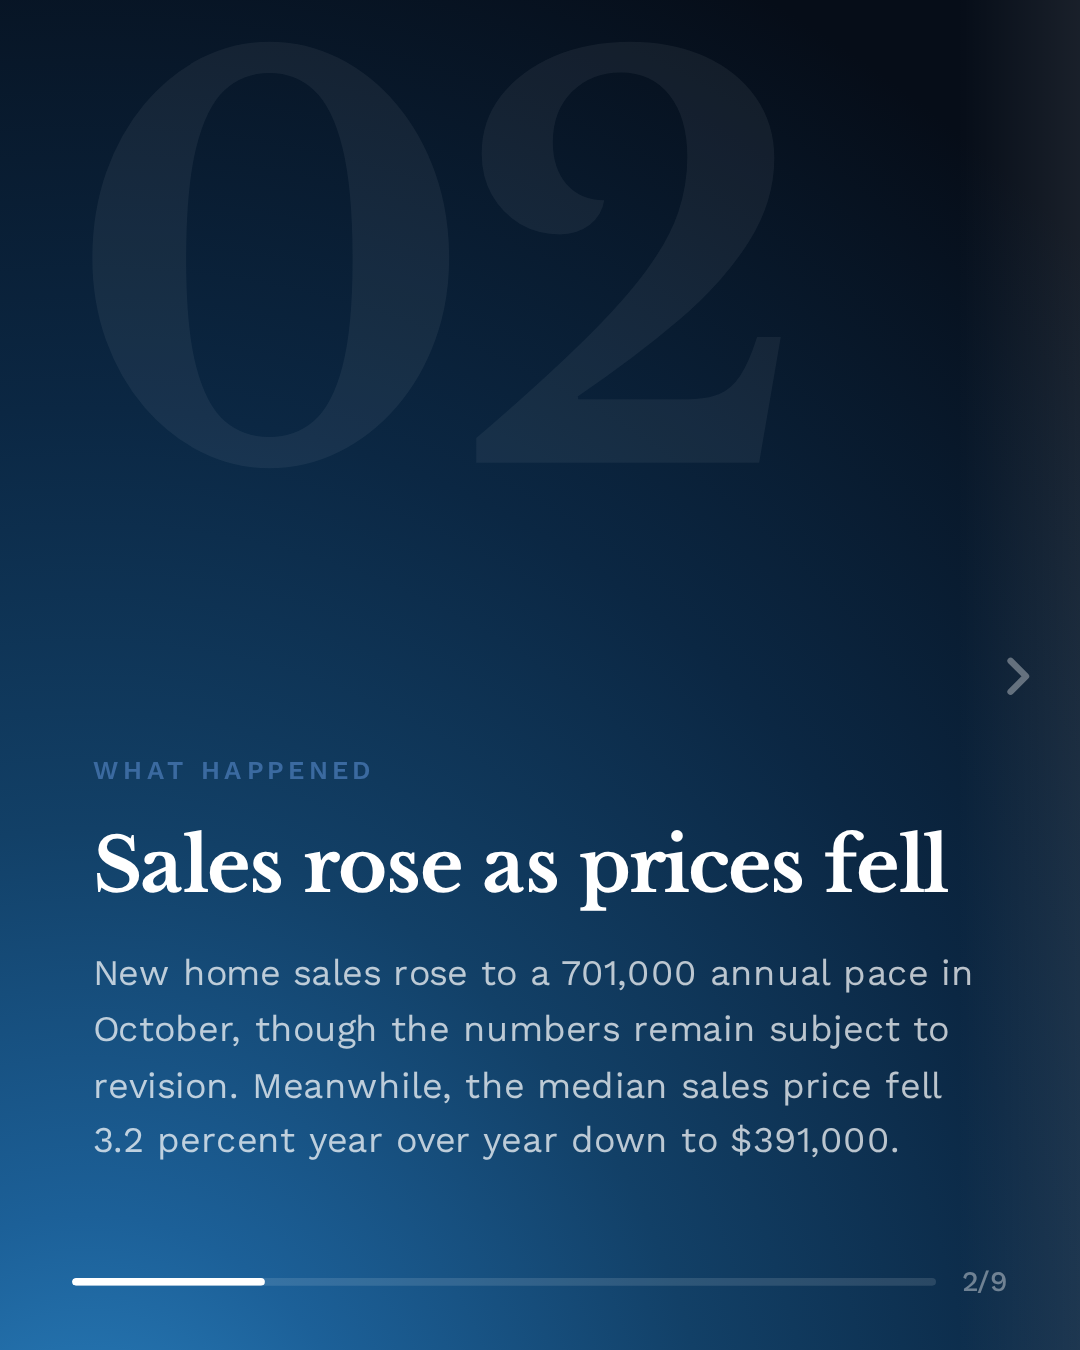 02
WHAT HAPPENED
Sales rose as prices fell
New home sales rose to a 701,000 annual pace in
October, though the numbers remain subject to
revision. Meanwhile, the median sales price fell
3.2 percent year over year down to $391,000.
2/9